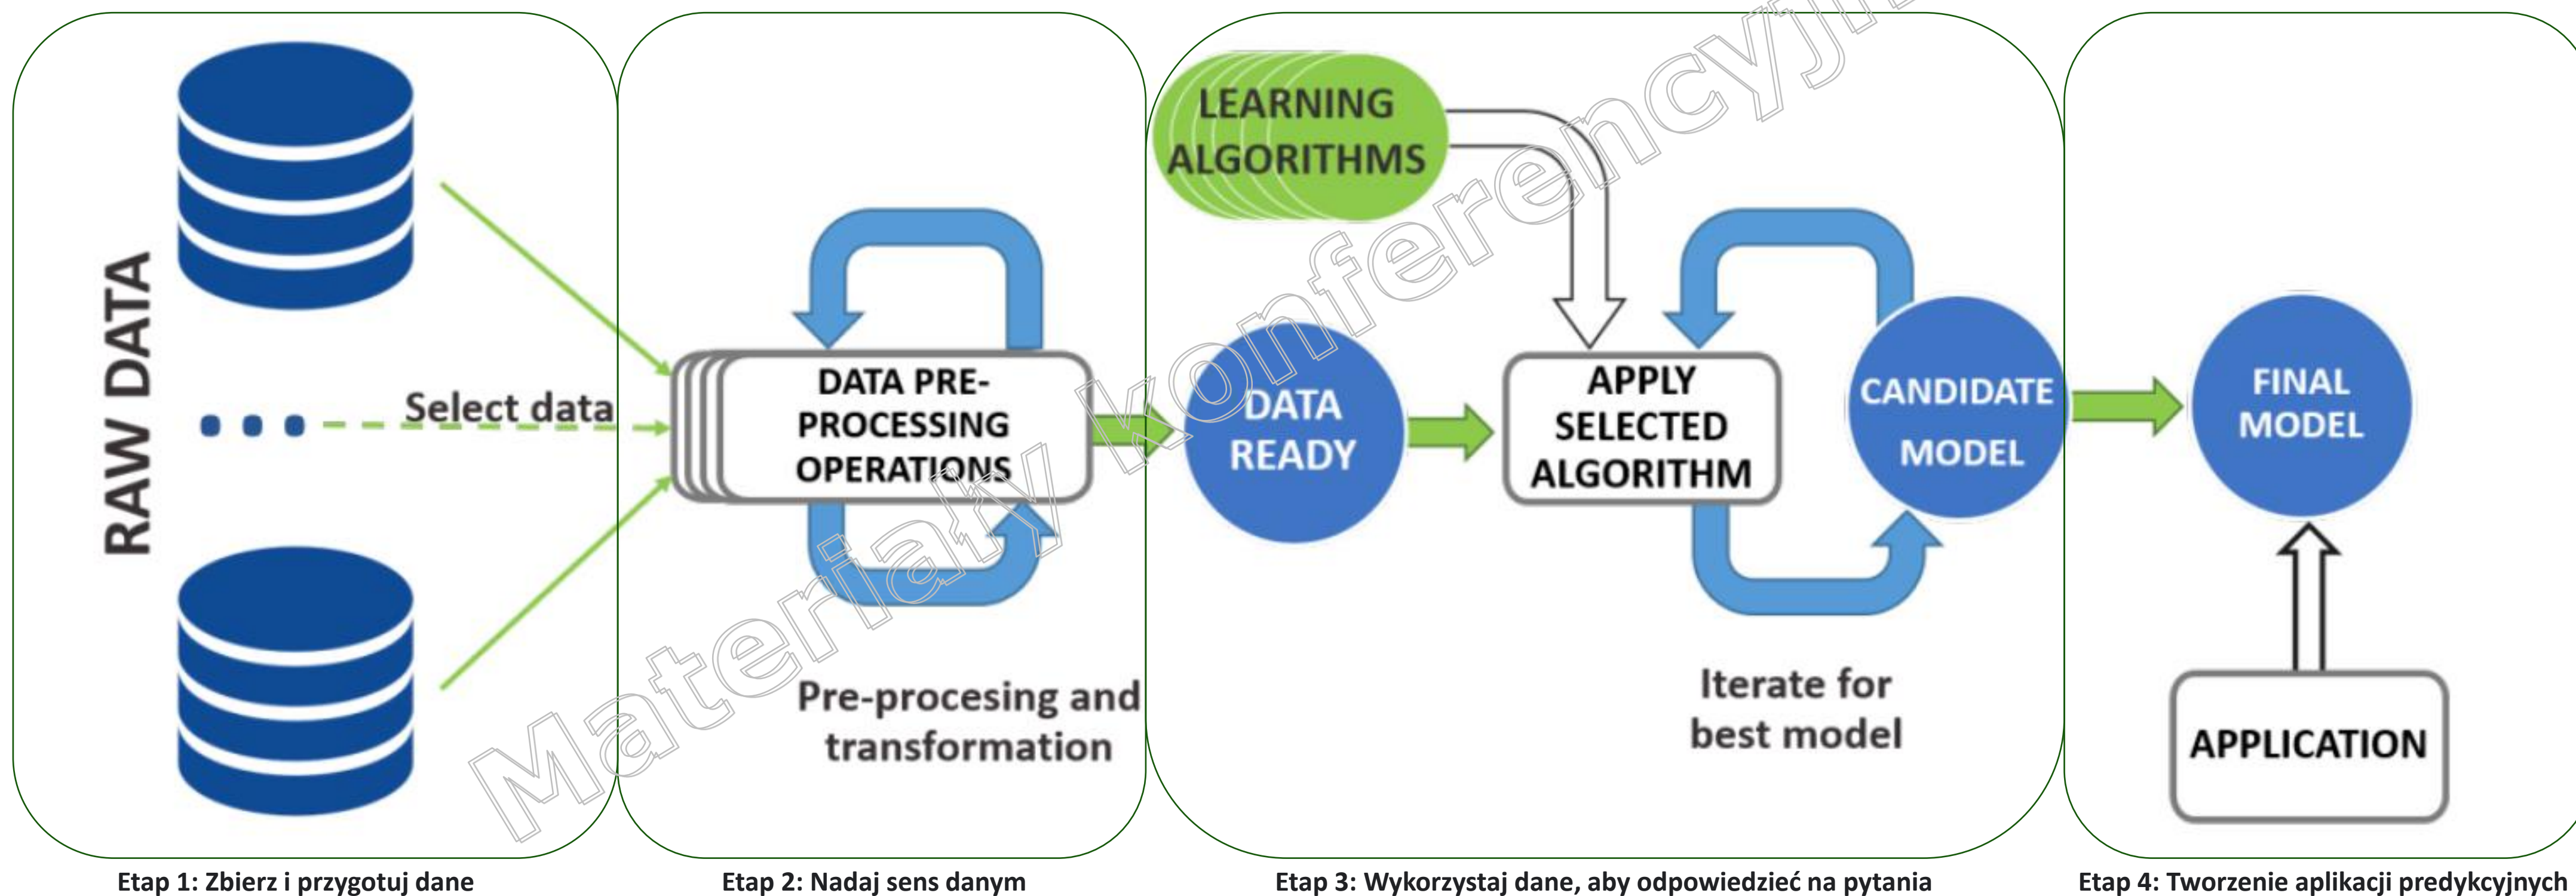 RAW DATA
Select data
DATA PRE-
PROCESSING
OPERATIONS
Pre-procesing and
transformation
LEARNING
ALGORITHMS
DATA
READY
APPLY
SELECTED
ALGORITHM
CANDIDATE
MODEL
Iterate for
best model
FINAL
MODEL
APPLICATION
Materiały konferencyjn
Etap 1: Zbierz i przygotuj dane
Etap 2: Nadaj sens danym
Etap 3: Wykorzystaj dane, aby odpowiedzieć na pytania
Etap 4: Tworzenie aplikacji predykcyjnych